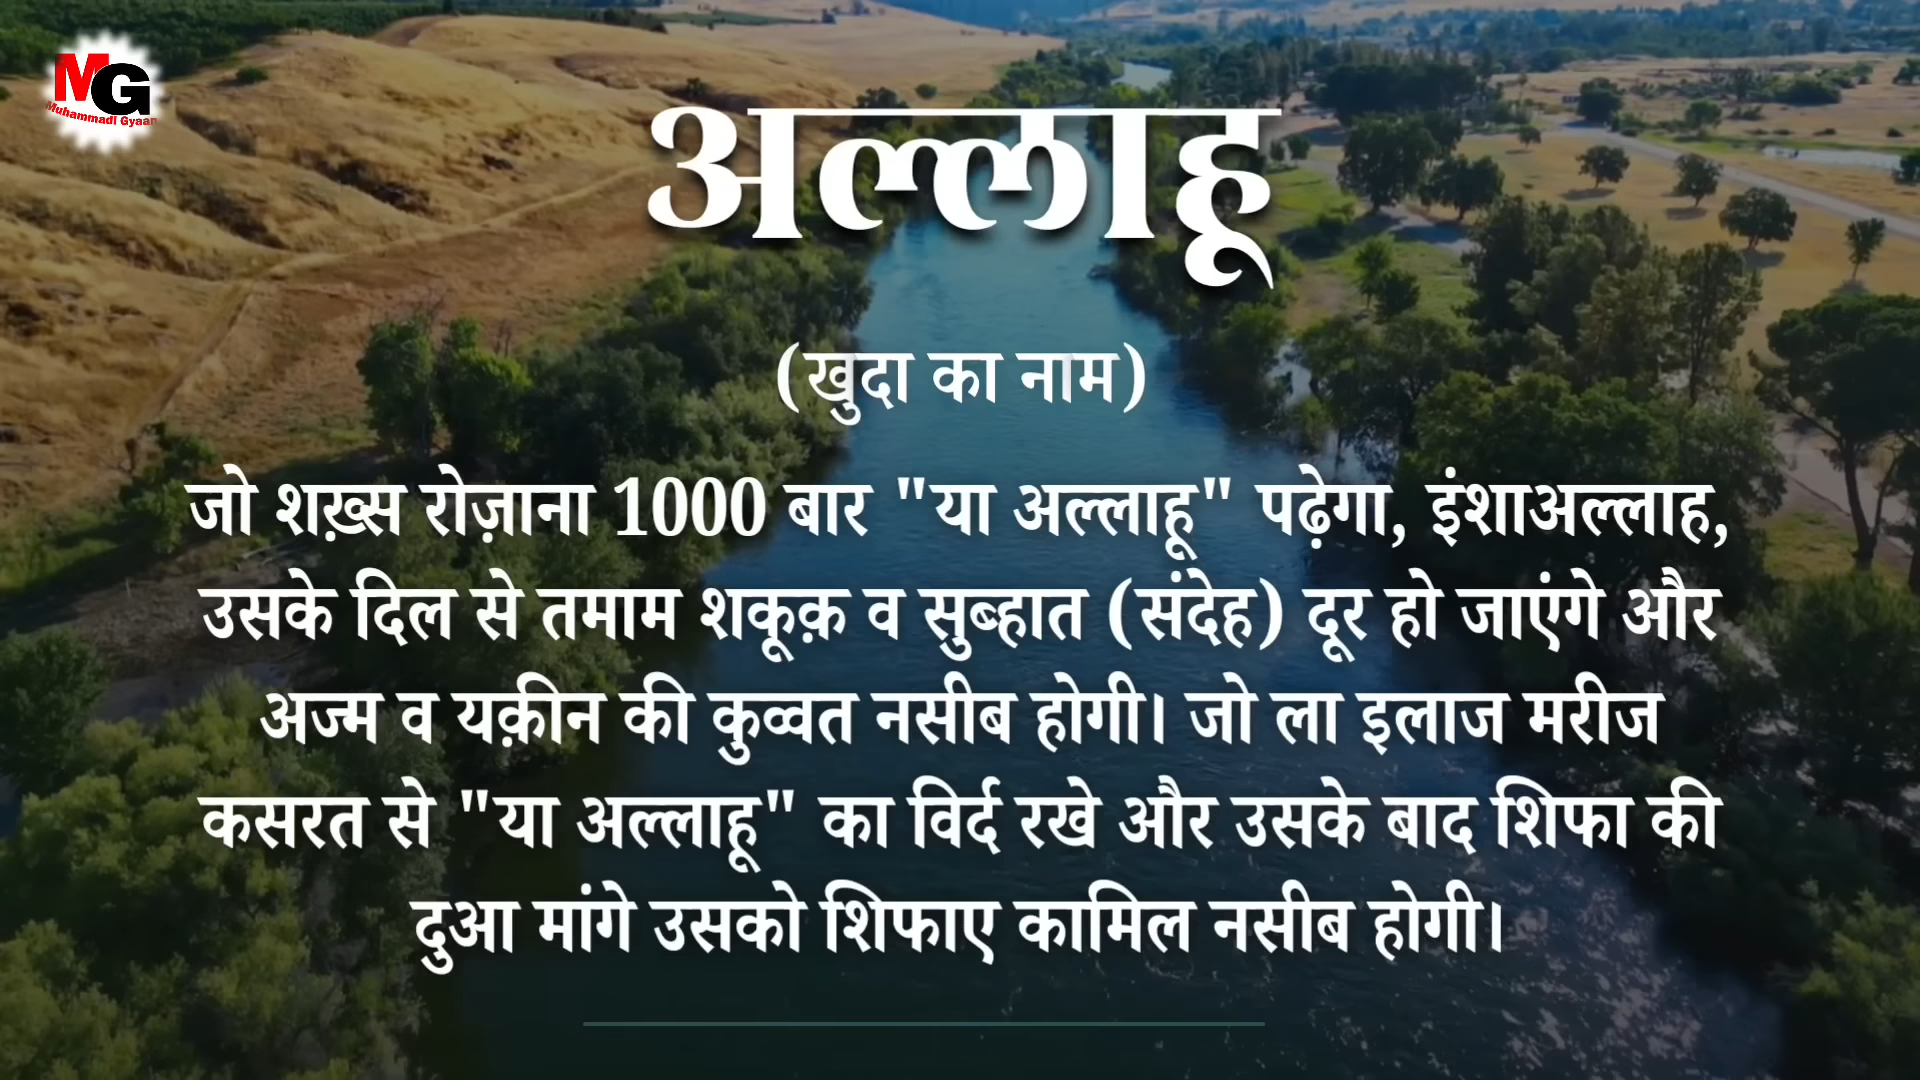 MG
Muhammadi Gyaan
अल्लाहू
(खुदा का नाम)
जो शख़्स रोज़ाना 1000 बार "या अल्लाहू" पढ़ेगा, इंशाअल्लाह,
उसके दिल से तमाम शकूक़ व सुब्हात (संदेह) दूर हो जाएंगे और
अज्म व यक़ीन की कुव्वत नसीब होगी। जो ला इलाज मरीज
कसरत से "या अल्लाहू" का विर्द रखे और उसके बाद शिफा की
दुआ मांगे उसको शिफाए कामिल नसीब होगी।